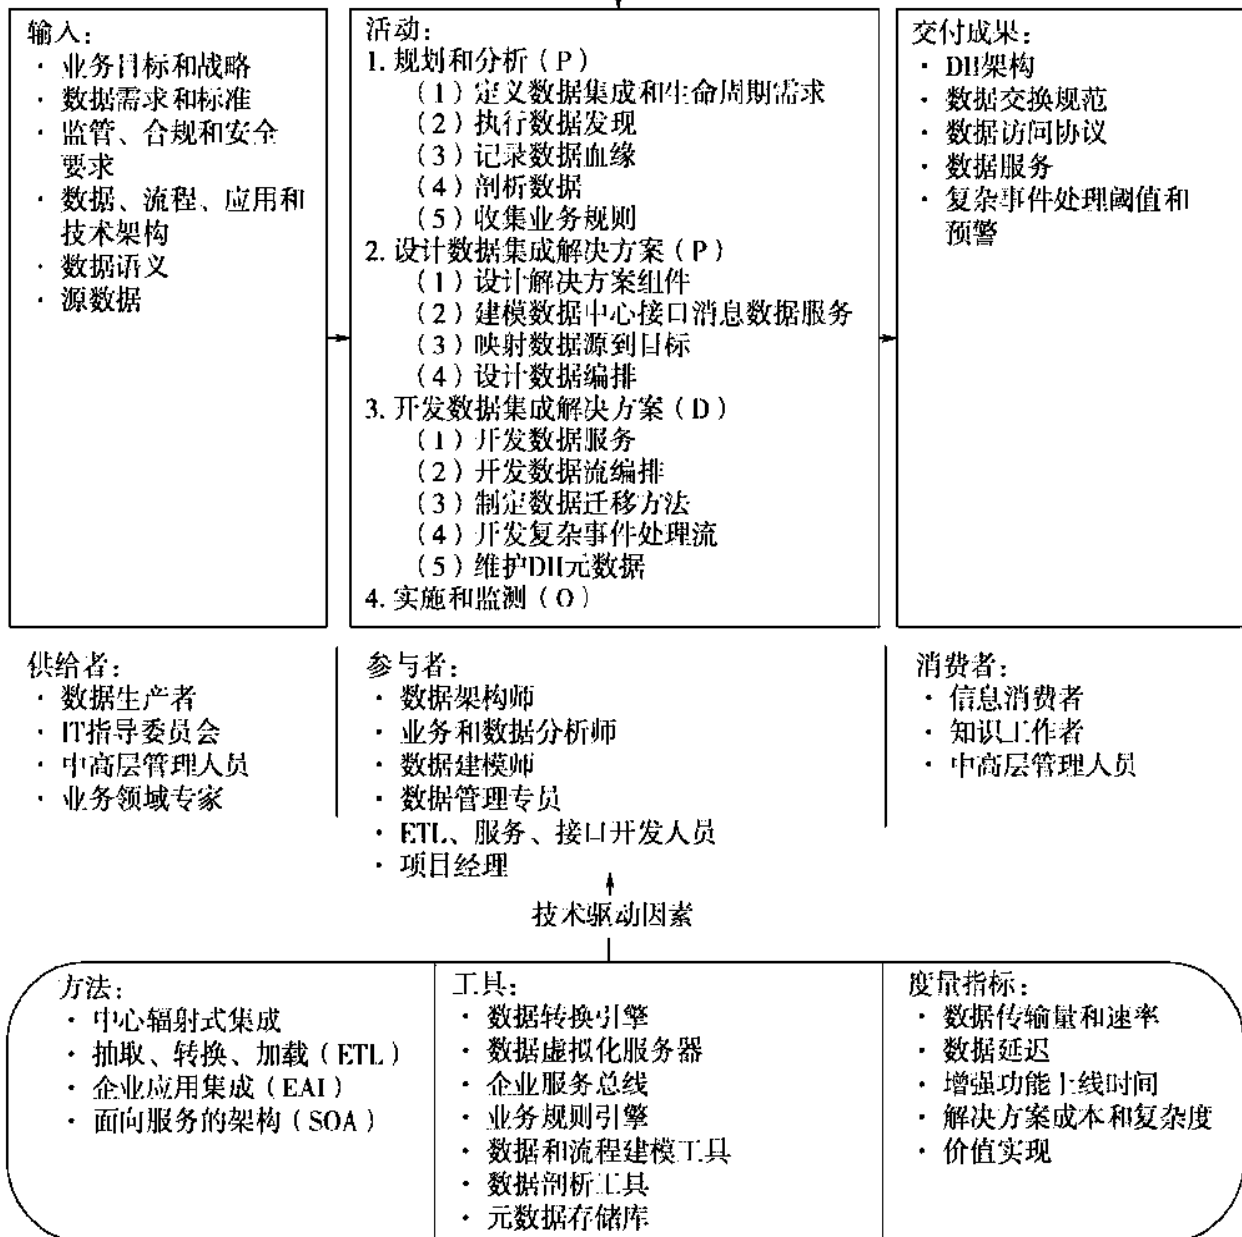 输入：
· 业务目标和战略
· 数据需求和标准
· 监管、合规和安全
要求
· 数据、流程、应用和
技术架构
· 数据语义
· 源数据
活动：
1. 规划和分析（P）
（1）定义数据集成和生命周期需求
（2）执行数据发现
（3）记录数据血缘
（4）剖析数据
（5）收集业务规则
2. 设计数据集成解决方案（P）
（1）设计解决方案组件
（2）建模数据中心接口消息数据服务
（3）映射数据源到目标
（4）设计数据编排
3. 开发数据集成解决方案（D）
（1）开发数据服务
（2）开发数据流编排
（3）制定数据迁移方法
（4）开发复杂事件处理流
（5）维护DII元数据
4. 实施和监测（O）
交付成果：
· DII架构
· 数据交换规范
· 数据访问协议
· 数据服务
· 复杂事件处理阈值和
预警
供给者：
· 数据生产者
· IT指导委员会
· 中高层管理人员
· 业务领域专家
参与者：
· 数据架构师
· 业务和数据分析师
· 数据建模师
· 数据管理专员
· ETL、服务、接口开发人员
· 项目经理
消费者：
· 信息消费者
· 知识工作者
· 中高层管理人员
技术驱动因素
方法：
· 中心辐射式集成
· 抽取、转换、加载（ETL）
· 企业应用集成（EAI）
· 面向服务的架构（SOA）
工具：
· 数据转换引擎
· 数据虚拟化服务器
· 企业服务总线
· 业务规则引擎
· 数据和流程建模工具
· 数据剖析工具
· 元数据存储库
度量指标：
· 数据传输量和速率
· 数据延迟
· 增强功能上线时间
· 解决方案成本和复杂度
· 价值实现